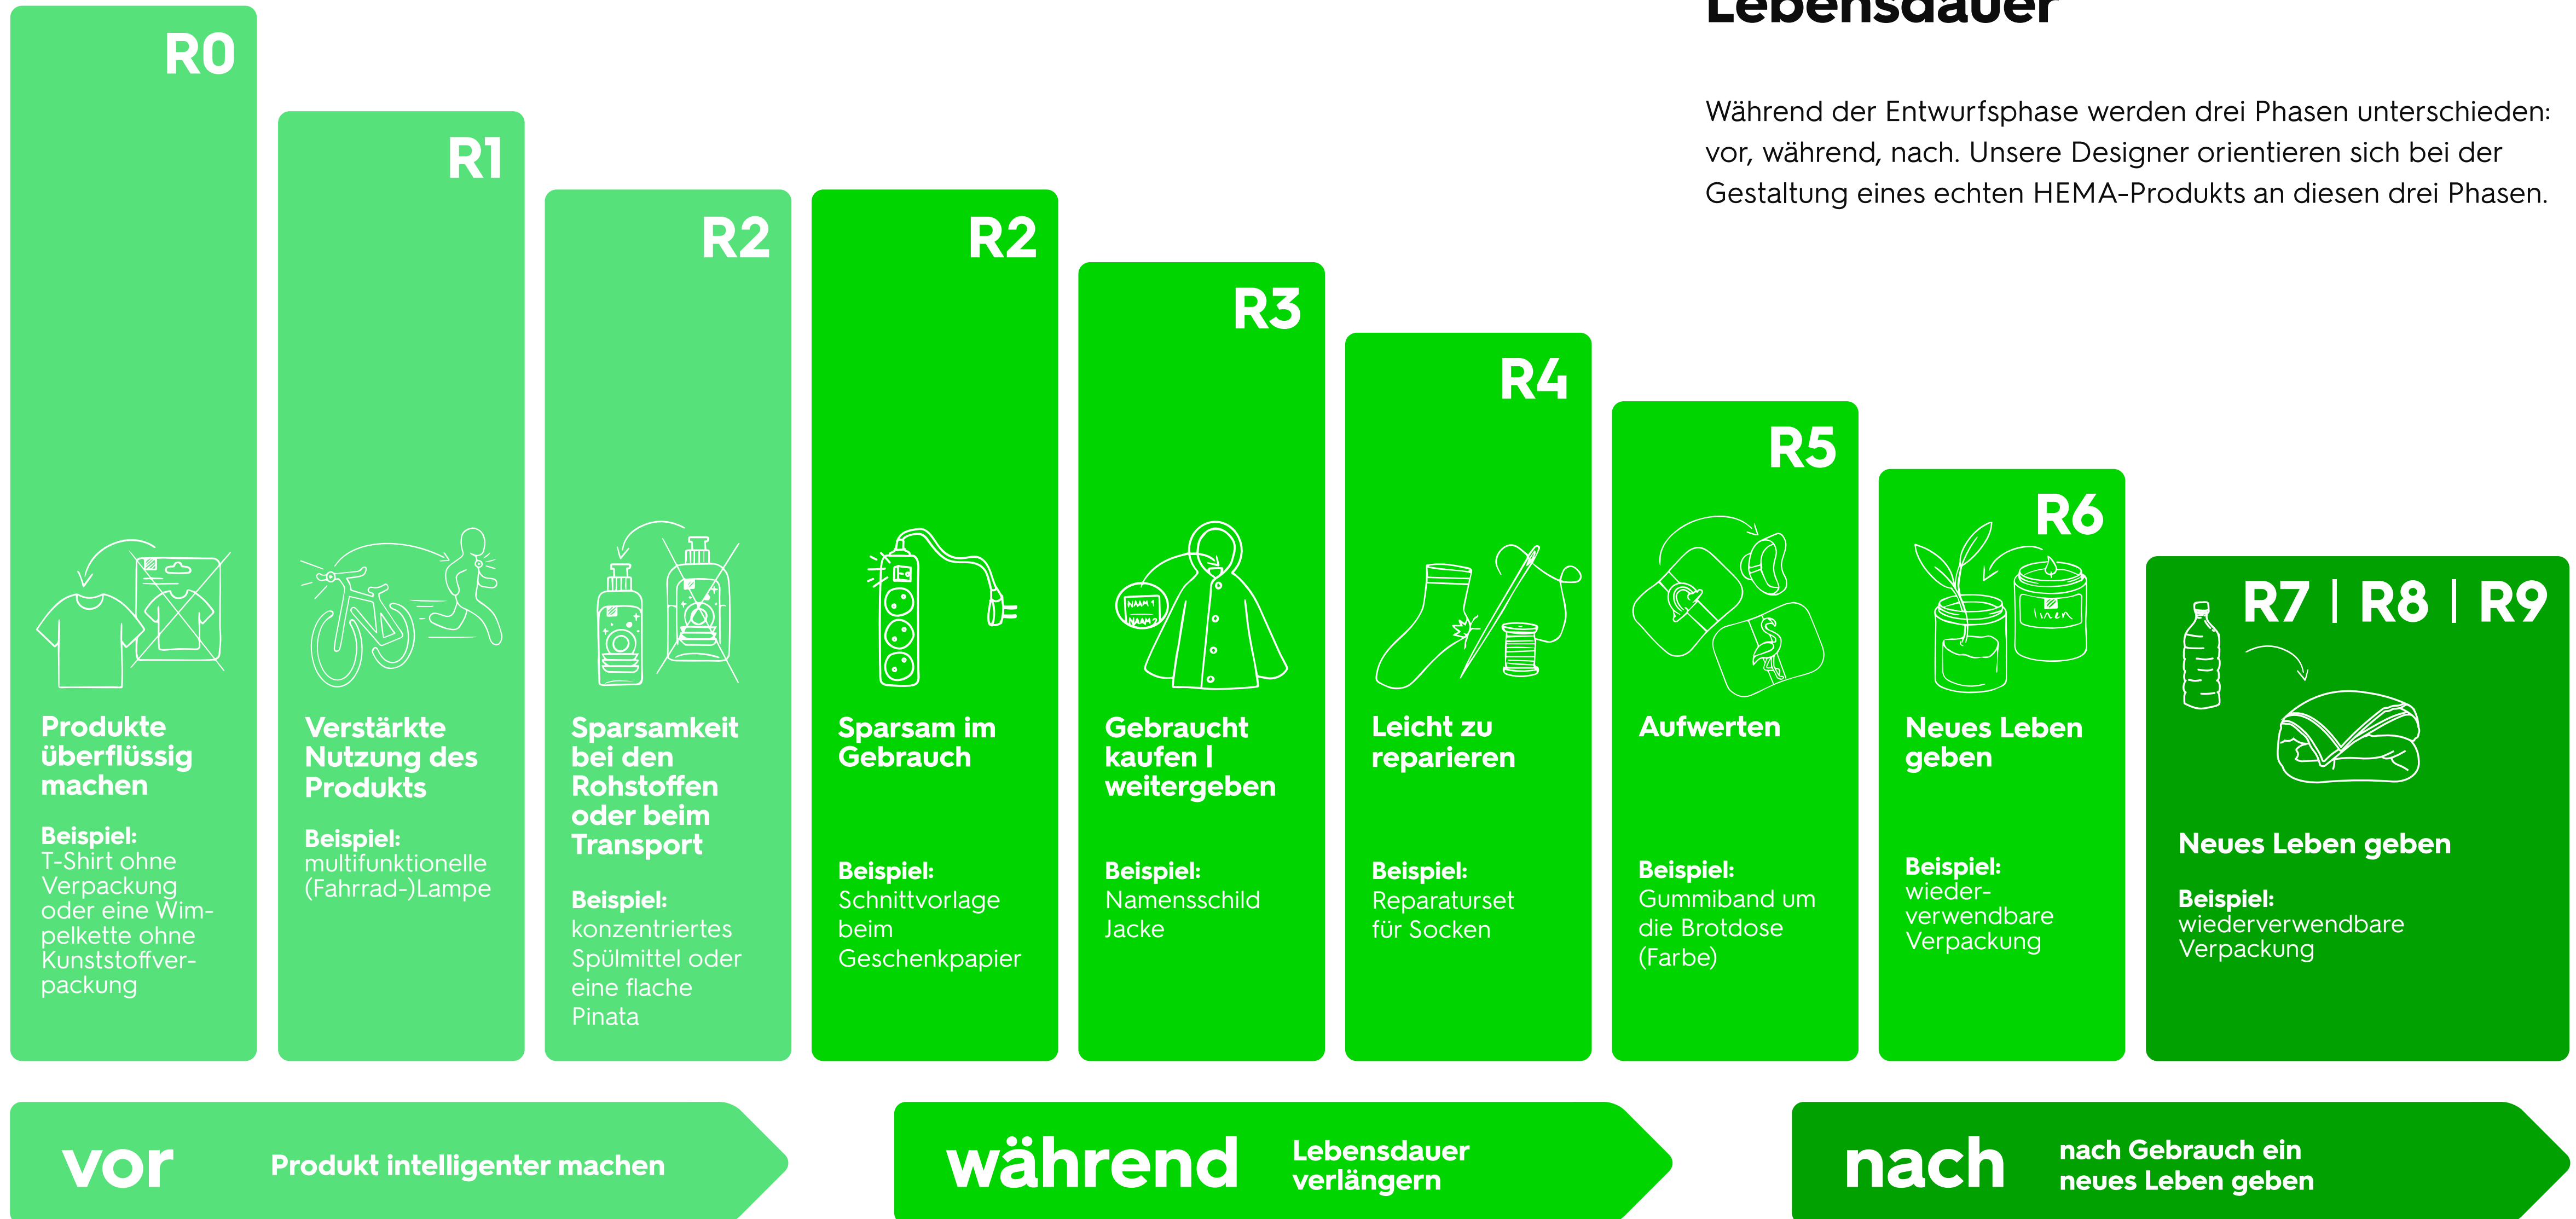 Lebensdauer
Während der Entwurfsphase werden drei Phasen unterschieden:
vor, während, nach. Unsere Designer orientieren sich bei der
Gestaltung eines echten HEMA-Produkts an diesen drei Phasen.
R0
Produkte
überflüssig
machen
Beispiel:
T-Shirt ohne
Verpackung
oder eine Wim-
pelkette ohne
Kunststoffver-
packung
R1
Verstärkte
Nutzung des
Produkts
Beispiel:
multifunktionelle
(Fahrrad-)Lampe
R2
Sparsamkeit
bei den
Rohstoffen
oder beim
Transport
Beispiel:
konzentriertes
Spülmittel oder
eine flache
Pinata
R2
Sparsam im
Gebrauch
Beispiel:
Schnittvorlage
beim
Geschenkpapier
R3
NAAM 1
NAAM 2
Gebraucht
kaufen |
weitergeben
Beispiel:
Namensschild
Jacke
R4
Leicht zu
reparieren
Beispiel:
Reparaturset
für Socken
R5
Aufwerten
Beispiel:
Gummiband um
die Brotdose
(Farbe)
R6
linen
Neues Leben
geben
Beispiel:
wieder-
verwendbare
Verpackung
R7 | R8 | R9
Neues Leben geben
Beispiel:
wiederverwendbare
Verpackung
vor
Produkt intelligenter machen
während
Lebensdauer
verlängern
nach
nach Gebrauch ein
neues Leben geben